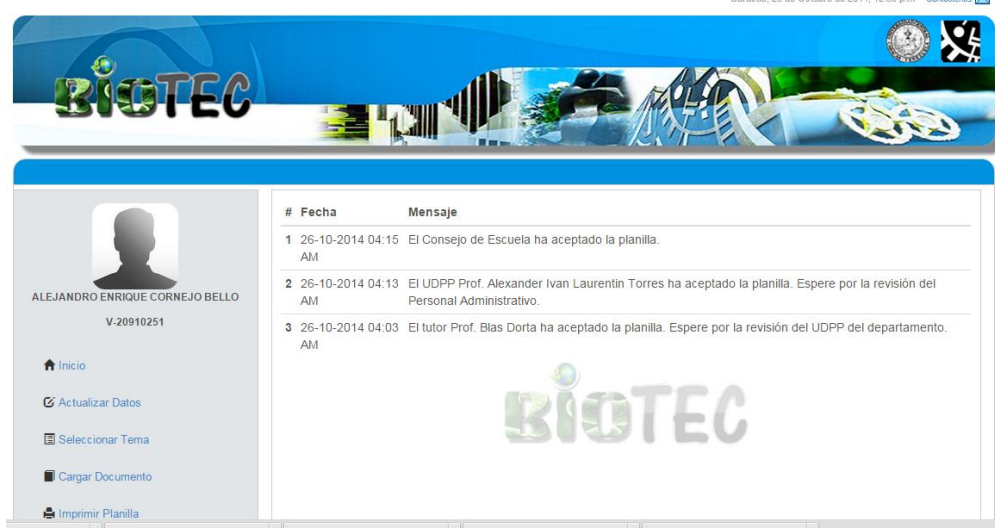 Contáctenos
BIOTEC
# Fecha Mensaje
1 26-10-2014 04:15 El Consejo de Escuela ha aceptado la planilla.
AM
2 26-10-2014 04:13 El UDPP Prof. Alexander Ivan Laurentin Torres ha aceptado la planilla. Espere por la revisión del
AM Personal Administrativo.
3 26-10-2014 04:03 El tutor Prof. Blas Dorta ha aceptado la planilla. Espere por la revisión del UDPP del departamento.
AM
ALEJANDRO ENRIQUE CORNEJO BELLO
V-20910251
Inicio
Actualizar Datos
Seleccionar Tema
Cargar Documento
Imprimir Planilla
BIOTEC